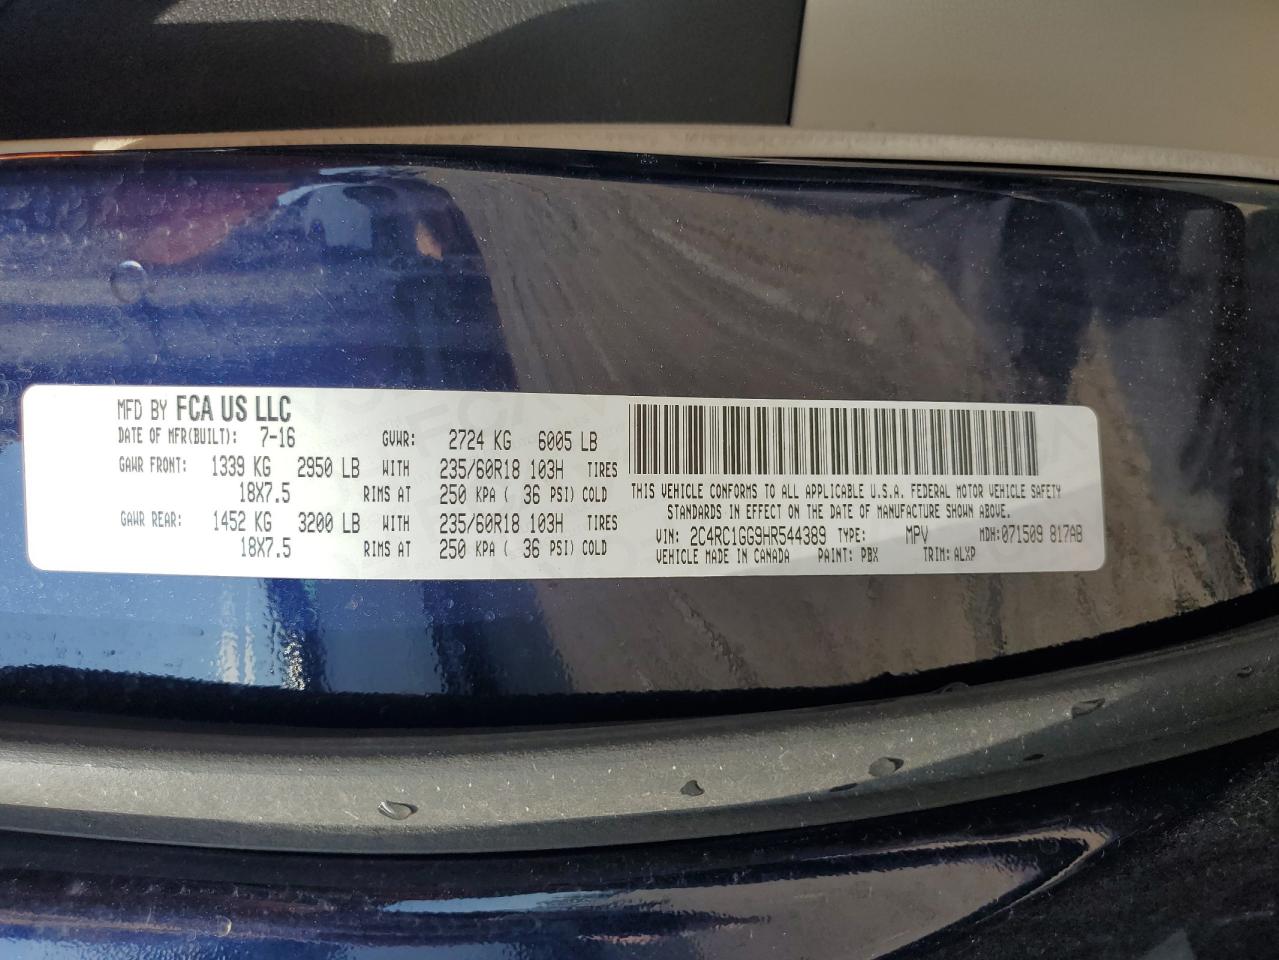 MFD BY FCA US LLC
DATE OF MFR(BUILT): 7-16 GVWR: 2724 KG 6005 LB
GAWR FRONT: 1339 KG 2950 LB WITH 235/60R18 103H TIRES
18X7.5 RIMS AT 250 KPA ( 36 PSI) COLD
GAWR REAR: 1452 KG 3200 LB WITH 235/60R18 103H TIRES
18X7.5 RIMS AT 250 KPA ( 36 PSI) COLD
THIS VEHICLE CONFORMS TO ALL APPLICABLE U.S.A. FEDERAL MOTOR VEHICLE SAFETY
STANDARDS IN EFFECT ON THE DATE OF MANUFACTURE SHOWN ABOVE.
VIN: 2C4RC1GG9HR544389 TYPE: MPV MDH:071509 817AB
VEHICLE MADE IN CANADA PAINT: PBX TRIM: ALXP